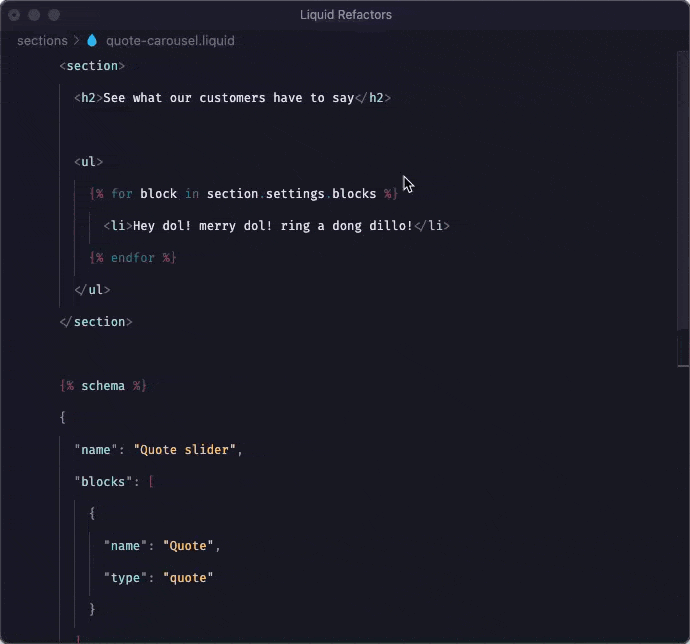 Liquid Refactors
sections > quote-carousel.liquid
<section>
<h2>See what our customers have to say</h2>
<ul>
{% for block in section.settings.blocks %}
<li>Hey dol! merry dol! ring a dong dillo!</li>
{% endfor %}
</ul>
</section>
{% schema %}
{
"name": "Quote slider",
"blocks": [
{
"name": "Quote",
"type": "quote"
}
]